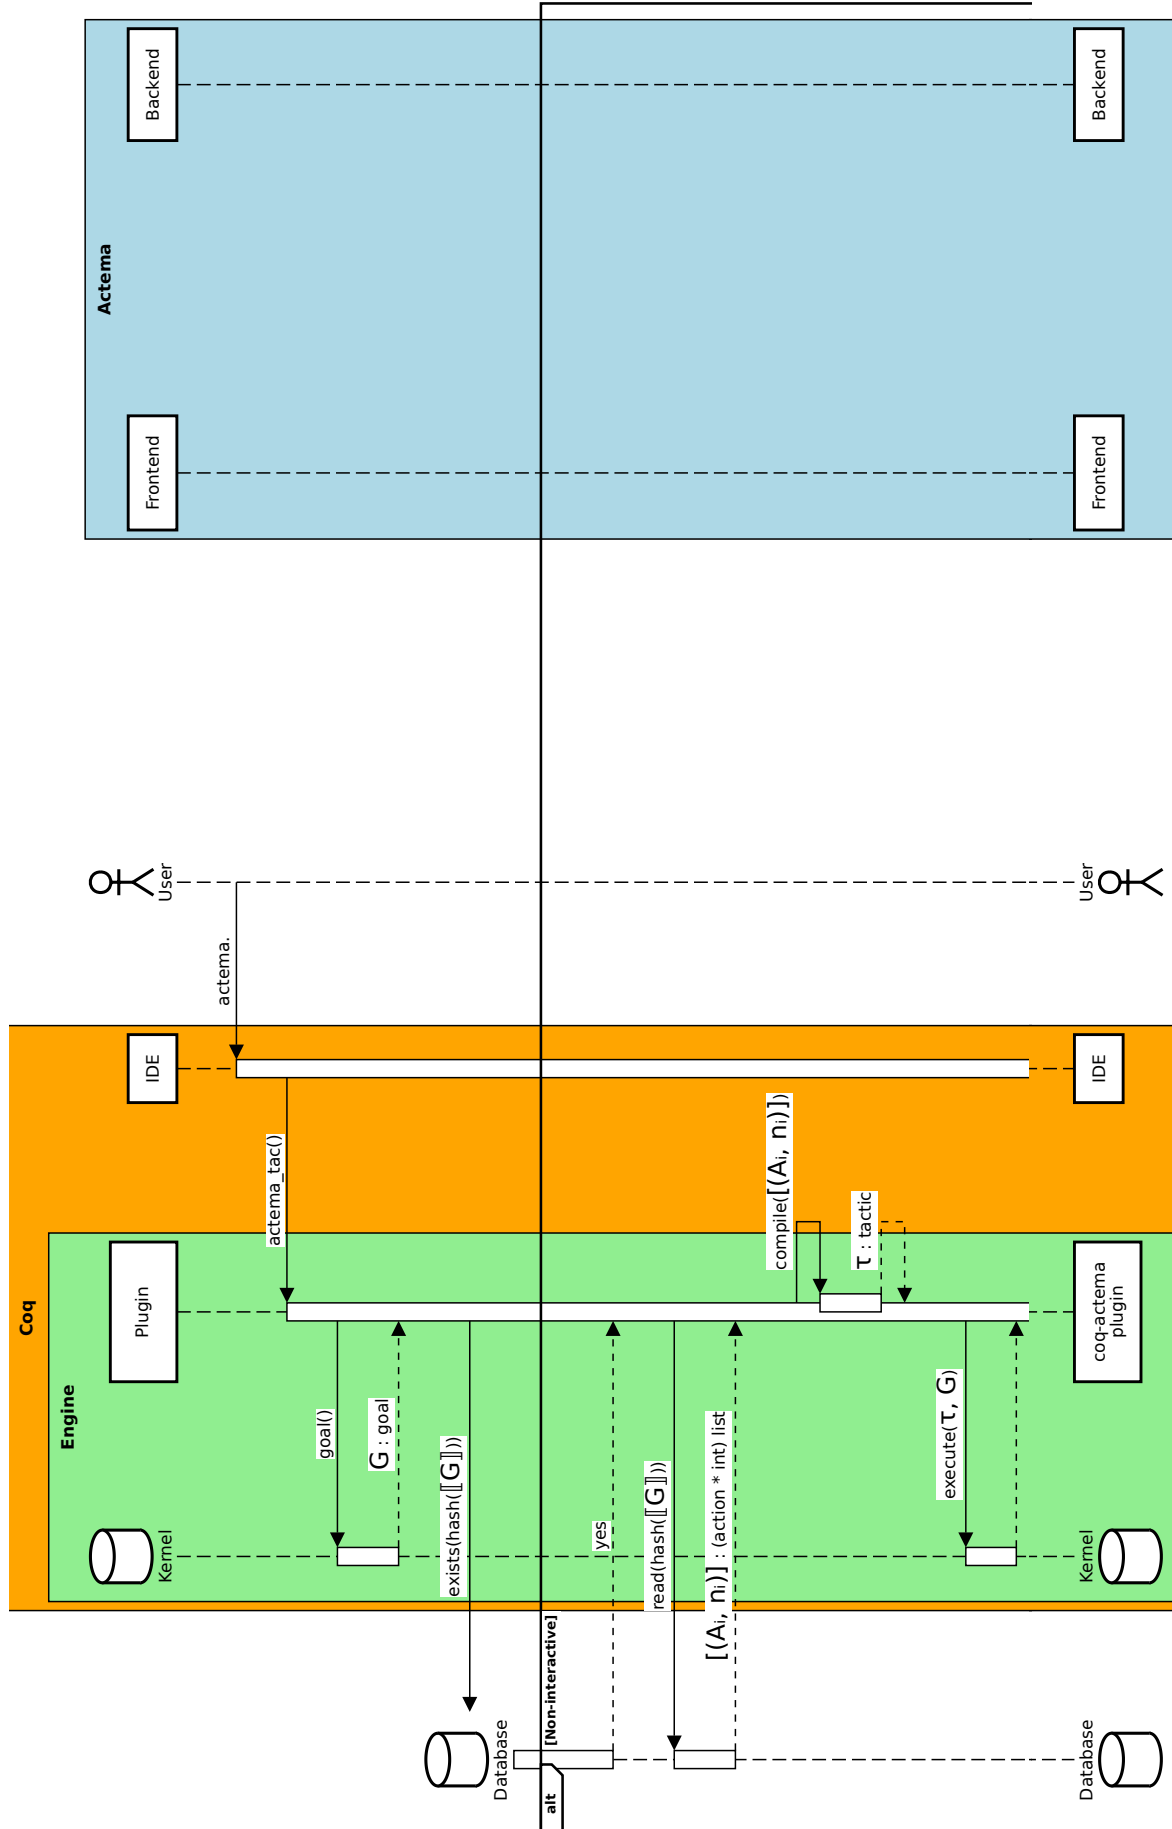 Coq
Engine
Actema
Database
Kernel
Plugin
IDE
User
Frontend
Backend
actema.
actema_tac()
goal()
G : goal
exists(hash(⟦G⟧))
alt
[Non-interactive]
yes
read(hash(⟦G⟧))
[(Aᵢ, nᵢ)] : (action * int) list
compile([(Aᵢ, nᵢ)])
τ : tactic
execute(τ, G)
Database
Kernel
coq-actema
plugin
IDE
User
Frontend
Backend